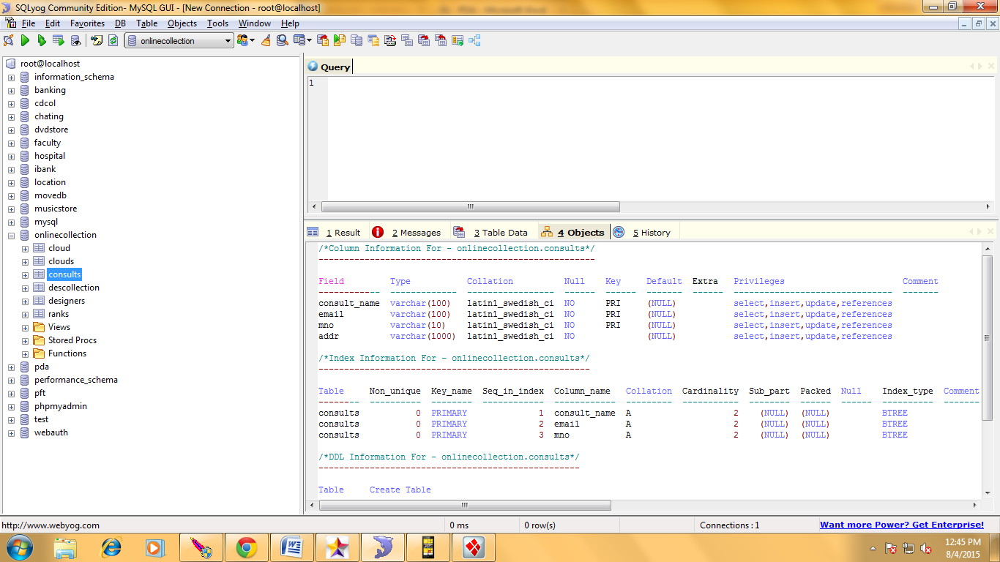 SQLyog Community Edition- MySQL GUI - [New Connection - root@localhost]
File Edit Favorites DB Table Objects Tools Window Help
onlinecollection
root@localhost
information_schema
banking
cdcol
chating
dvdstore
faculty
hospital
ibank
location
movedb
musicstore
mysql
onlinecollection
cloud
clouds
consults
descollection
designers
ranks
Views
Stored Procs
Functions
pda
performance_schema
pft
phpmyadmin
test
webauth
Query
1
1 Result 2 Messages 3 Table Data 4 Objects 5 History
/*Column Information For - onlinecollection.consults*/
------------------------------------------------------
Field Type Collation Null Key Default Extra Privileges Comment
------------ ------------- ----------------- ------ ------ ------- ------ ------------------------------- -------
consult_name varchar(100) latin1_swedish_ci NO PRI (NULL) select,insert,update,references
email varchar(100) latin1_swedish_ci NO PRI (NULL) select,insert,update,references
mno varchar(10) latin1_swedish_ci NO PRI (NULL) select,insert,update,references
addr varchar(1000) latin1_swedish_ci NO (NULL) select,insert,update,references
/*Index Information For - onlinecollection.consults*/
-----------------------------------------------------
Table Non_unique Key_name Seq_in_index Column_name Collation Cardinality Sub_part Packed Null Index_type Comment
-------- ---------- -------- ------------ ------------ --------- ----------- -------- ------ ------ ---------- -------
consults 0 PRIMARY 1 consult_name A 2 (NULL) (NULL) BTREE
consults 0 PRIMARY 2 email A 2 (NULL) (NULL) BTREE
consults 0 PRIMARY 3 mno A 2 (NULL) (NULL) BTREE
/*DDL Information For - onlinecollection.consults*/
---------------------------------------------------
Table Create Table
http://www.webyog.com 0 ms 0 row(s) Connections : 1 Want more Power? Get Enterprise!
12:45 PM
8/4/2015